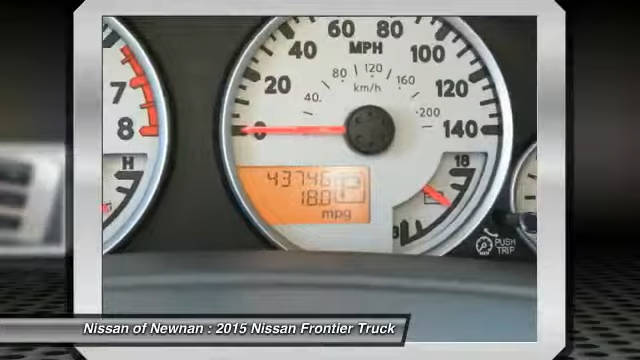 60 80
40 MPH 100
80 120
7 20 km/h 160 120
40 200
8 0 140
H 43746 P 18
18.0
mpg
8
PUSH
TRIP
Nissan of Newnan : 2015 Nissan Frontier Truck